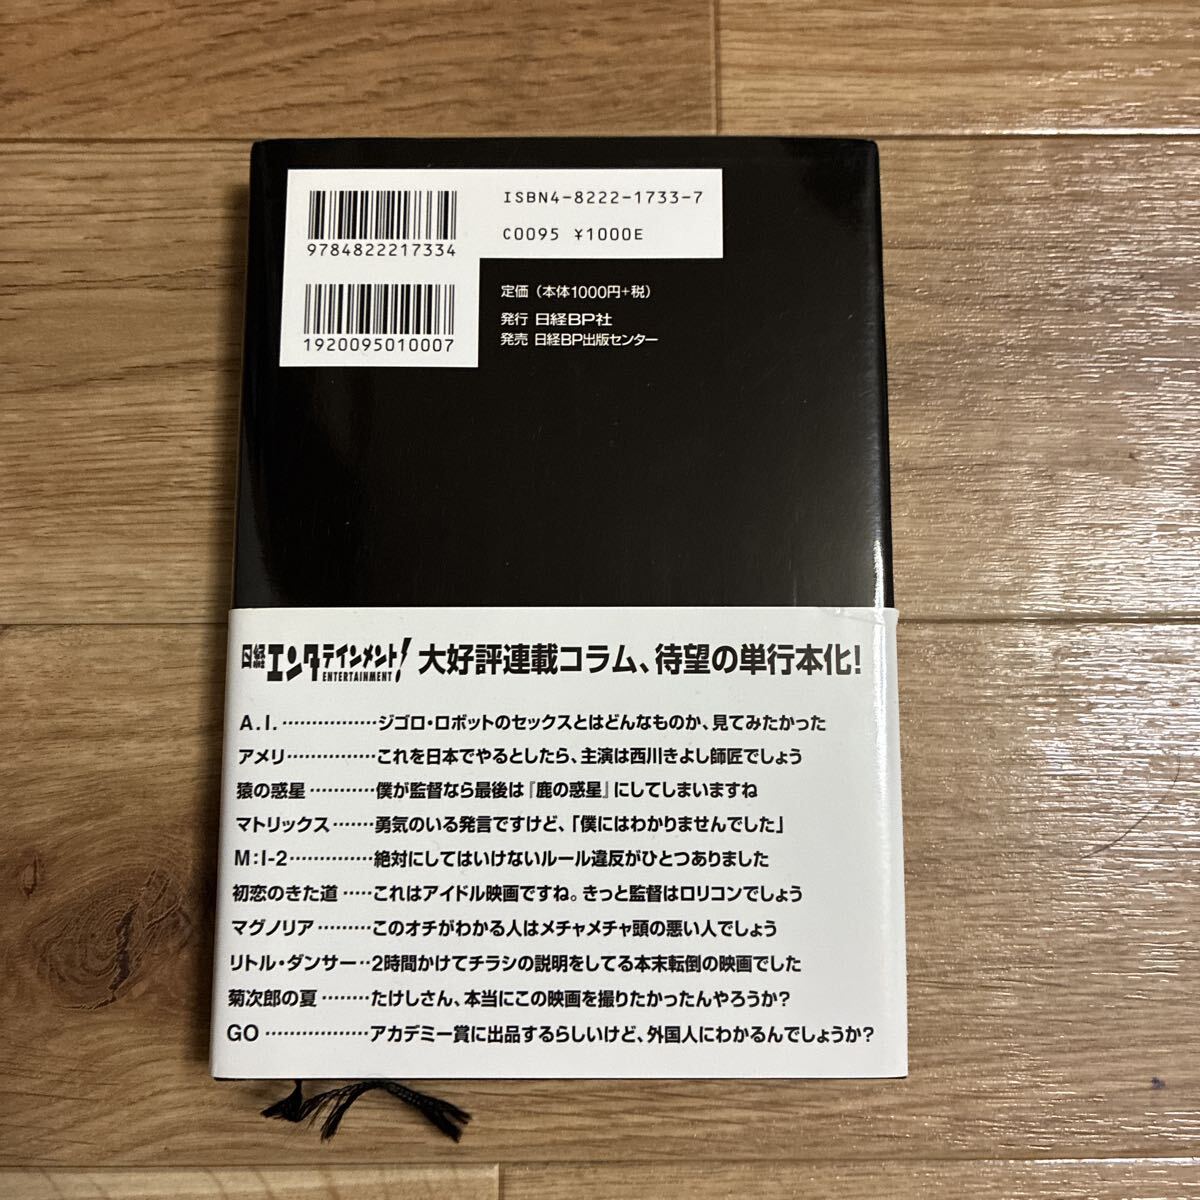 ISBN4-8222-1733-7
9784822217334
C0095 ¥1000E
1920095010007
定価（本体1000円+税）
発行 日経BP社
発売 日経BP出版センター
日経エンタテインメント! ENTERTAINMENT! 大好評連載コラム、待望の単行本化!
A.I.………………ジゴロ・ロボットのセックスとはどんなものか、見てみたかった
アメリ……………これを日本でやるとしたら、主演は西川きよし師匠でしょう
猿の惑星…………僕が監督なら最後は『鹿の惑星』にしてしまいますね
マトリックス……勇気のいる発言ですけど、「僕にはわかりませんでした」
M:I-2……………絶対にしてはいけないルール違反がひとつありました
初恋のきた道……これはアイドル映画ですね。きっと監督はロリコンでしょう
マグノリア………このオチがわかる人はメチャメチャ頭の悪い人でしょう
リトル・ダンサー‥2時間かけてチラシの説明をしてる本末転倒の映画でした
菊次郎の夏………たけしさん、本当にこの映画を撮りたかったんやろうか?
GO………………アカデミー賞に出品するらしいけど、外国人にわかるんでしょうか?